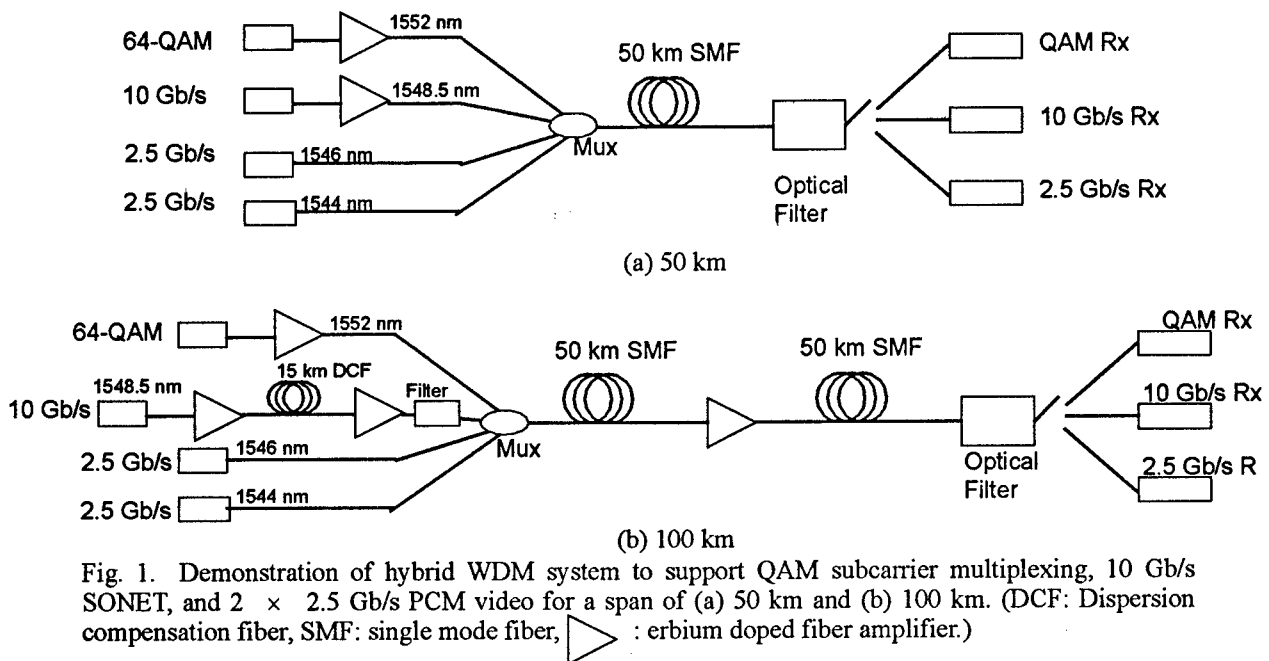 64-QAM
1552 nm
10 Gb/s
1548.5 nm
2.5 Gb/s
1546 nm
2.5 Gb/s
1544 nm
Mux
50 km SMF
Optical
Filter
QAM Rx
10 Gb/s Rx
2.5 Gb/s Rx
(a) 50 km
64-QAM
1552 nm
10 Gb/s
1548.5 nm
15 km DCF
Filter
2.5 Gb/s
1546 nm
2.5 Gb/s
1544 nm
Mux
50 km SMF
50 km SMF
Optical
Filter
QAM Rx
10 Gb/s Rx
2.5 Gb/s R
(b) 100 km
Fig. 1. Demonstration of hybrid WDM system to support QAM subcarrier multiplexing, 10 Gb/s
SONET, and 2 × 2.5 Gb/s PCM video for a span of (a) 50 km and (b) 100 km. (DCF: Dispersion
compensation fiber, SMF: single mode fiber, : erbium doped fiber amplifier.)